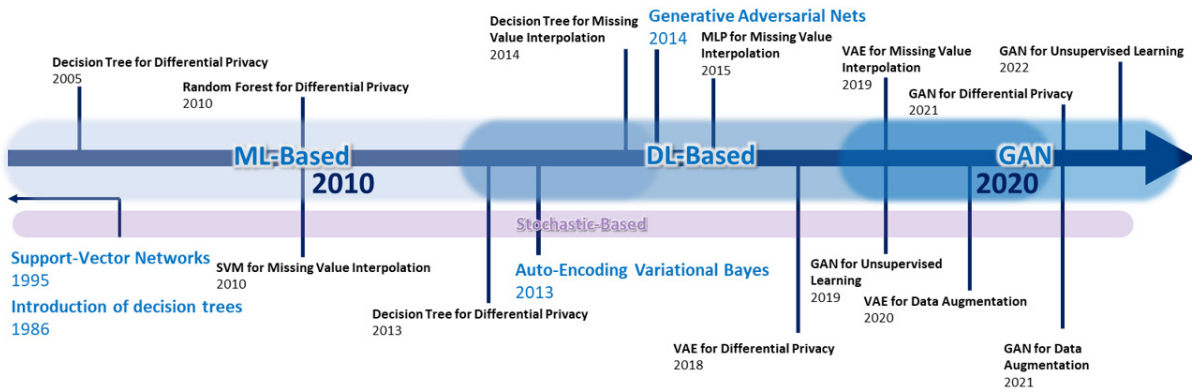 Decision Tree for Differential Privacy
2005
Random Forest for Differential Privacy
2010
Decision Tree for Missing
Value Interpolation
2014
Generative Adversarial Nets
2014
MLP for Missing Value
Interpolation
2015
VAE for Missing Value
Interpolation
2019
GAN for Differential Privacy
2021
GAN for Unsupervised Learning
2022
ML-Based
2010
DL-Based
GAN
2020
Stochastic-Based
Support-Vector Networks
1995
Introduction of decision trees
1986
SVM for Missing Value Interpolation
2010
Decision Tree for Differential Privacy
2013
Auto-Encoding Variational Bayes
2013
VAE for Differential Privacy
2018
GAN for Unsupervised
Learning
2019
VAE for Data Augmentation
2020
GAN for Data
Augmentation
2021